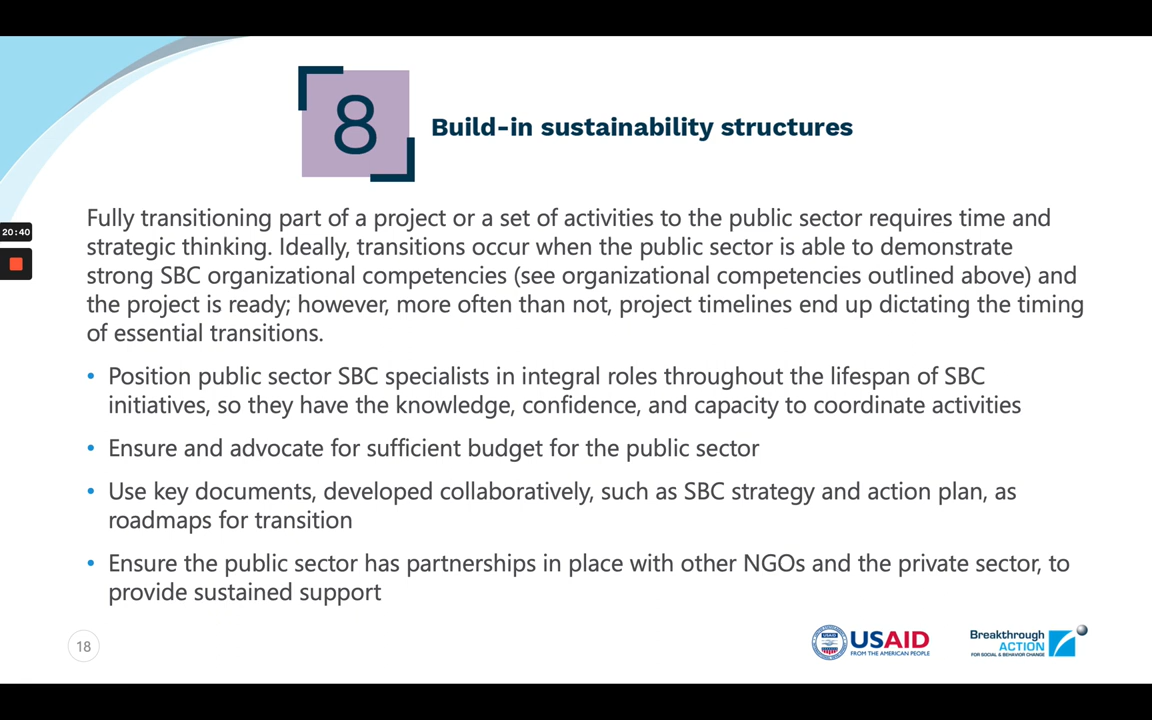 8
Build-in sustainability structures
Fully transitioning part of a project or a set of activities to the public sector requires time and
strategic thinking. Ideally, transitions occur when the public sector is able to demonstrate
strong SBC organizational competencies (see organizational competencies outlined above) and
the project is ready; however, more often than not, project timelines end up dictating the timing
of essential transitions.
• Position public sector SBC specialists in integral roles throughout the lifespan of SBC
initiatives, so they have the knowledge, confidence, and capacity to coordinate activities
• Ensure and advocate for sufficient budget for the public sector
• Use key documents, developed collaboratively, such as SBC strategy and action plan, as
roadmaps for transition
• Ensure the public sector has partnerships in place with other NGOs and the private sector, to
provide sustained support
20:40
18
USAID
FROM THE AMERICAN PEOPLE
Breakthrough
ACTION
FOR SOCIAL & BEHAVIOR CHANGE